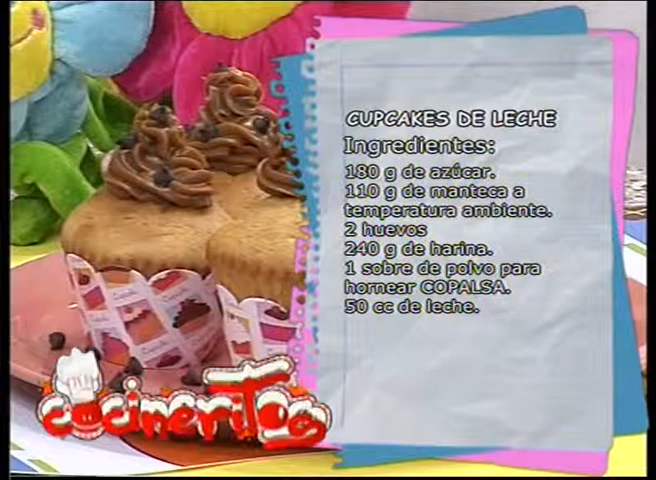 CUPCAKES DE LECHE
Ingredientes:
180 g de azúcar.
110 g de manteca a
temperatura ambiente.
2 huevos
240 g de harina.
1 sobre de polvo para
hornear COPALSA.
50 cc de leche.
La
cocineriTos